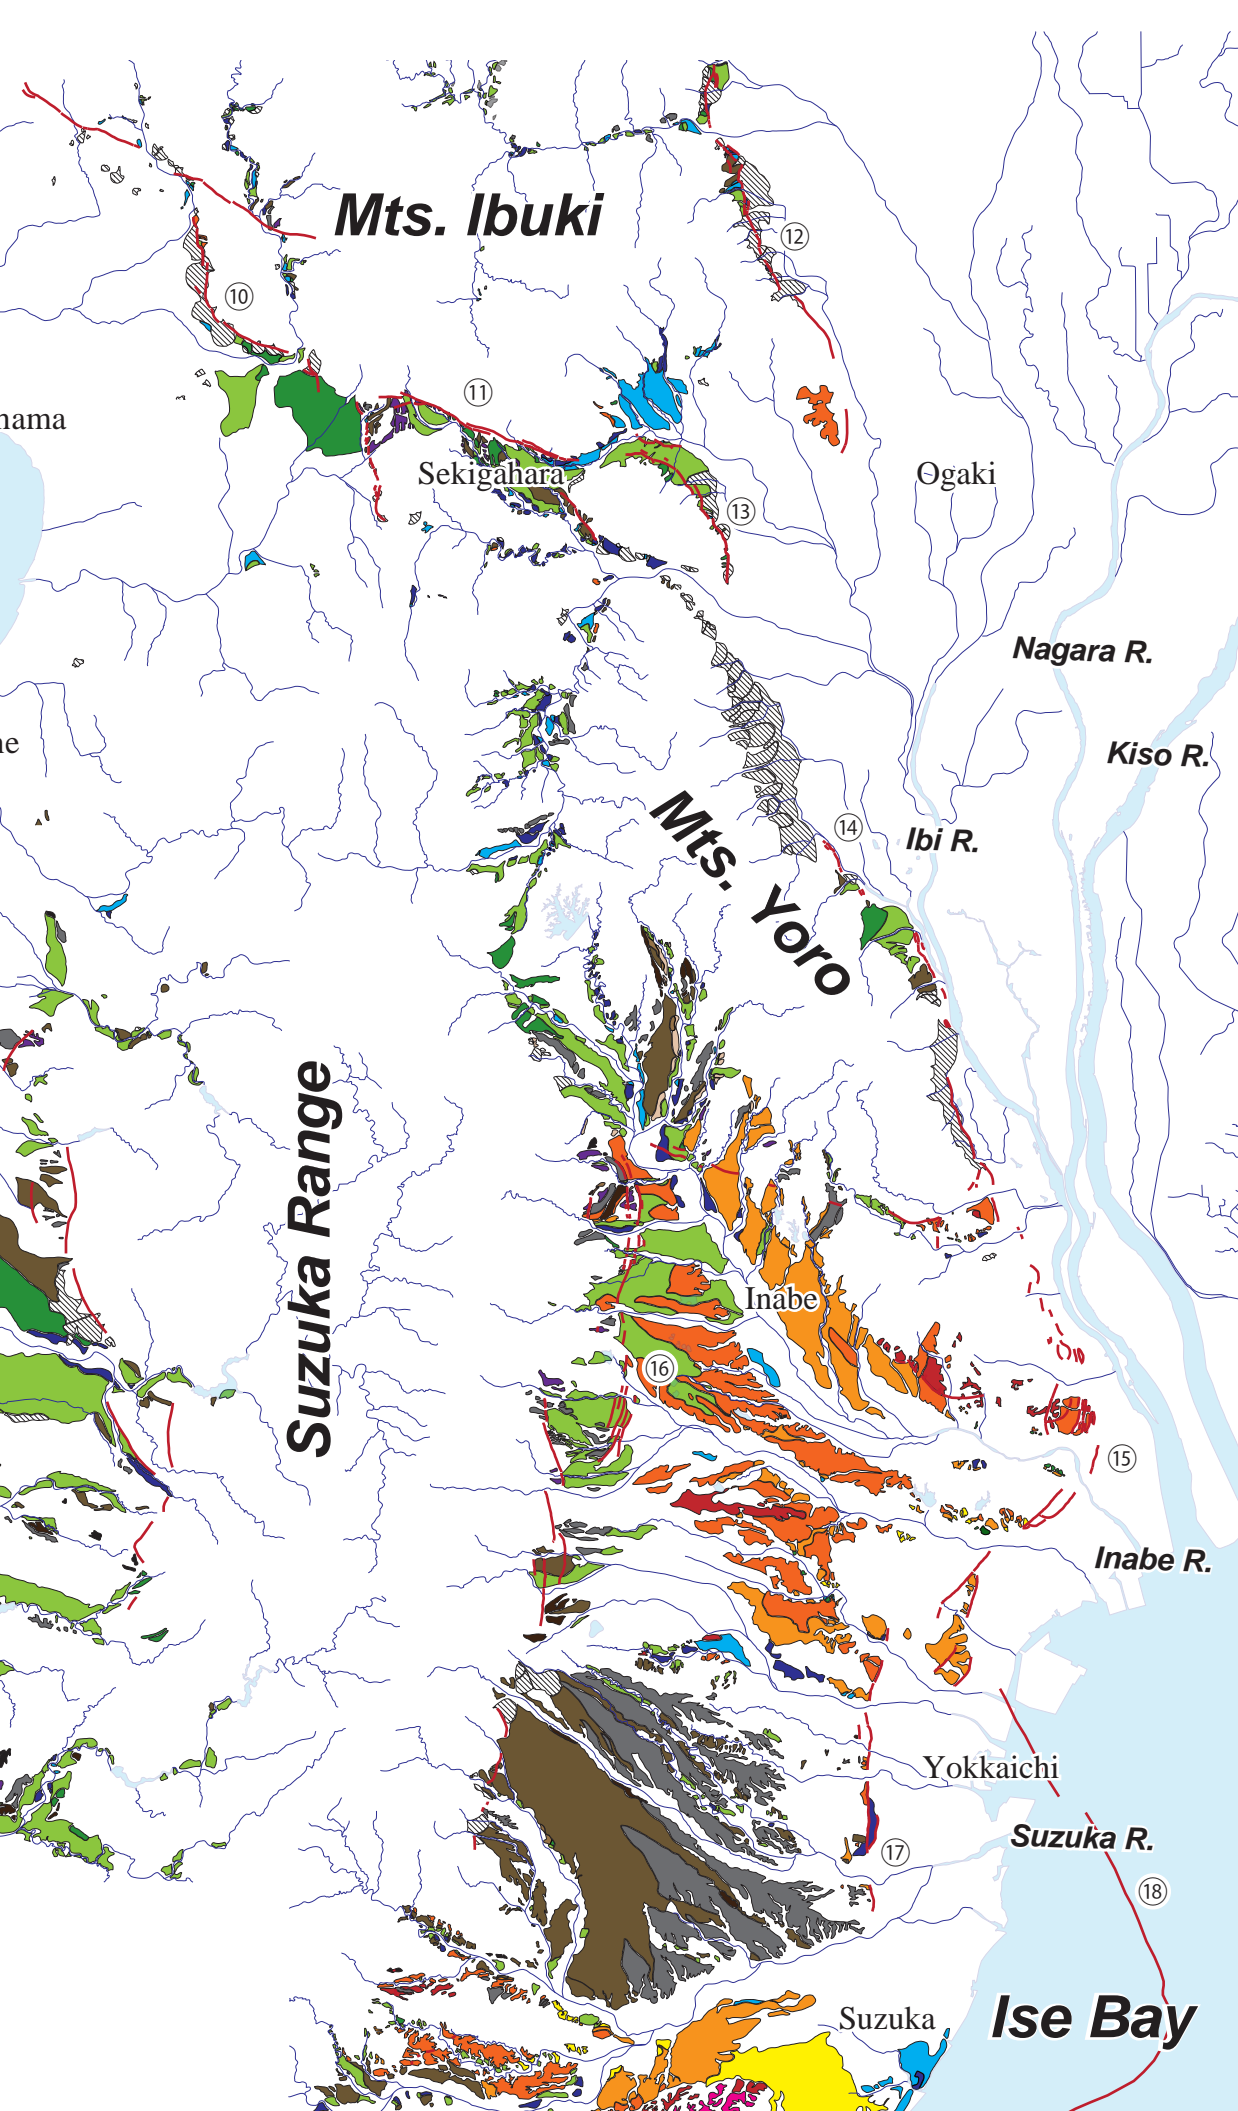 Mts. Ibuki
⑫
⑩
⑪
nama
Sekigahara
Ogaki
⑬
Nagara R.
ne
Kiso R.
Mts. Yoro
⑭
Ibi R.
Suzuka Range
Inabe
⑯
⑮
Inabe R.
Yokkaichi
Suzuka R.
⑰
⑱
Suzuka
Ise Bay